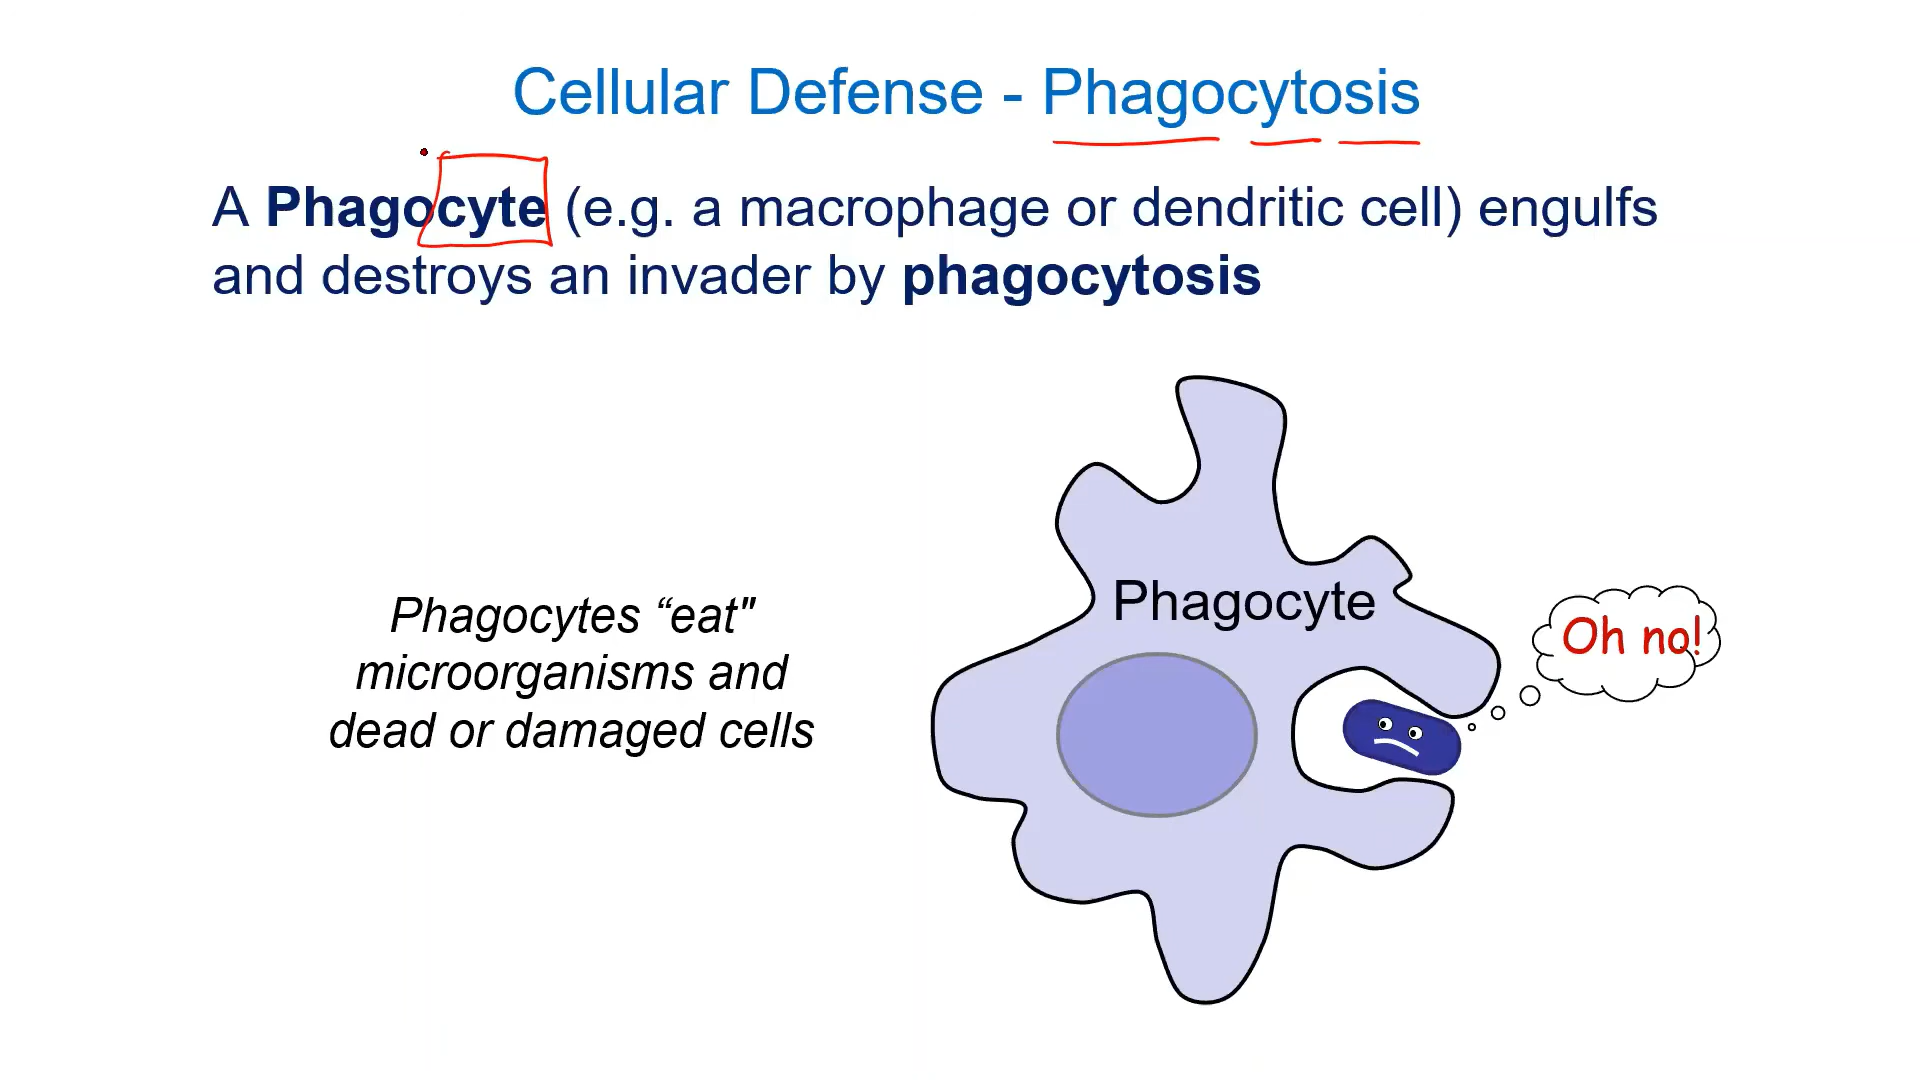 Cellular Defense - Phagocytosis
A Phagocyte (e.g. a macrophage or dendritic cell) engulfs
and destroys an invader by phagocytosis
Phagocytes “eat"
microorganisms and
dead or damaged cells
Phagocyte
Oh no!